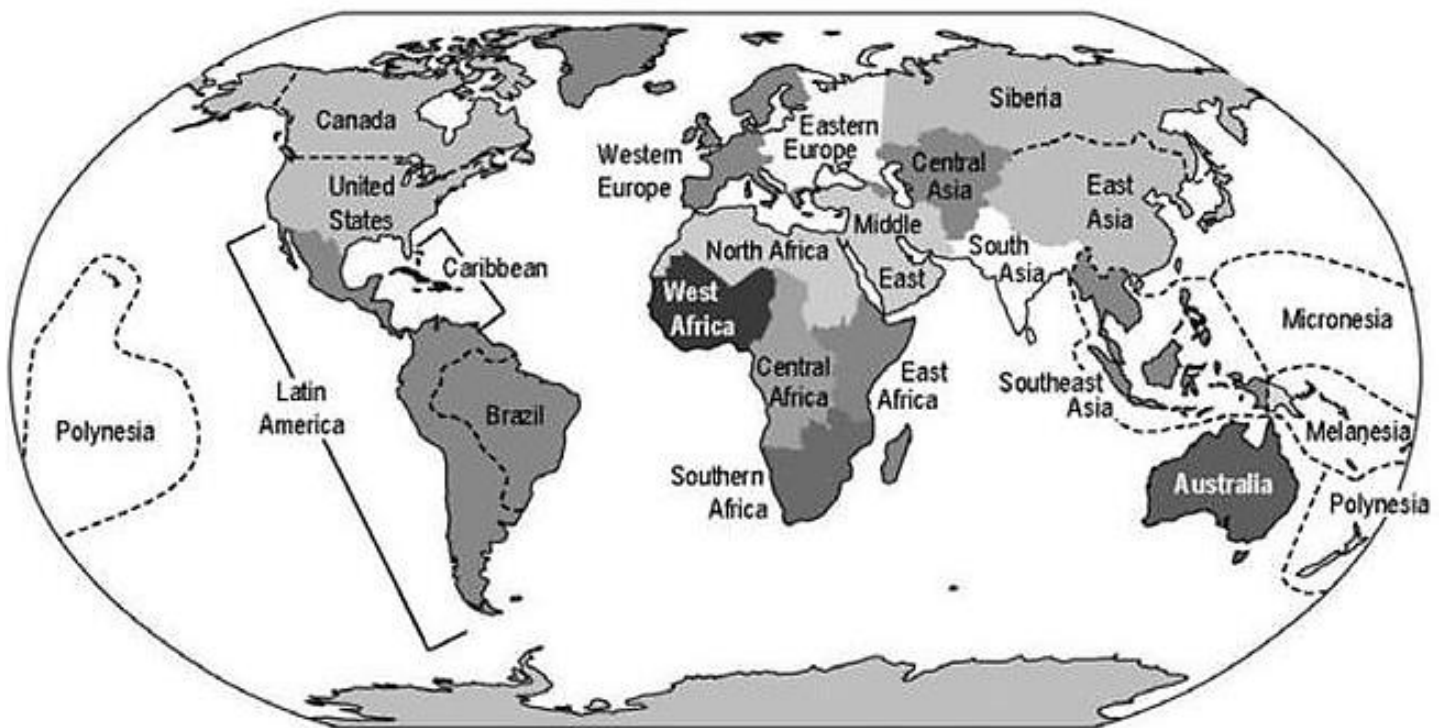 Canada
United
States
Caribbean
Latin
America
Brazil
Polynesia
Western
Europe
Eastern
Europe
Siberia
Central
Asia
East
Asia
Middle
East
South
Asia
North Africa
West
Africa
Central
Africa
East
Africa
Southern
Africa
Southeast
Asia
Micronesia
Melanesia
Australia
Polynesia